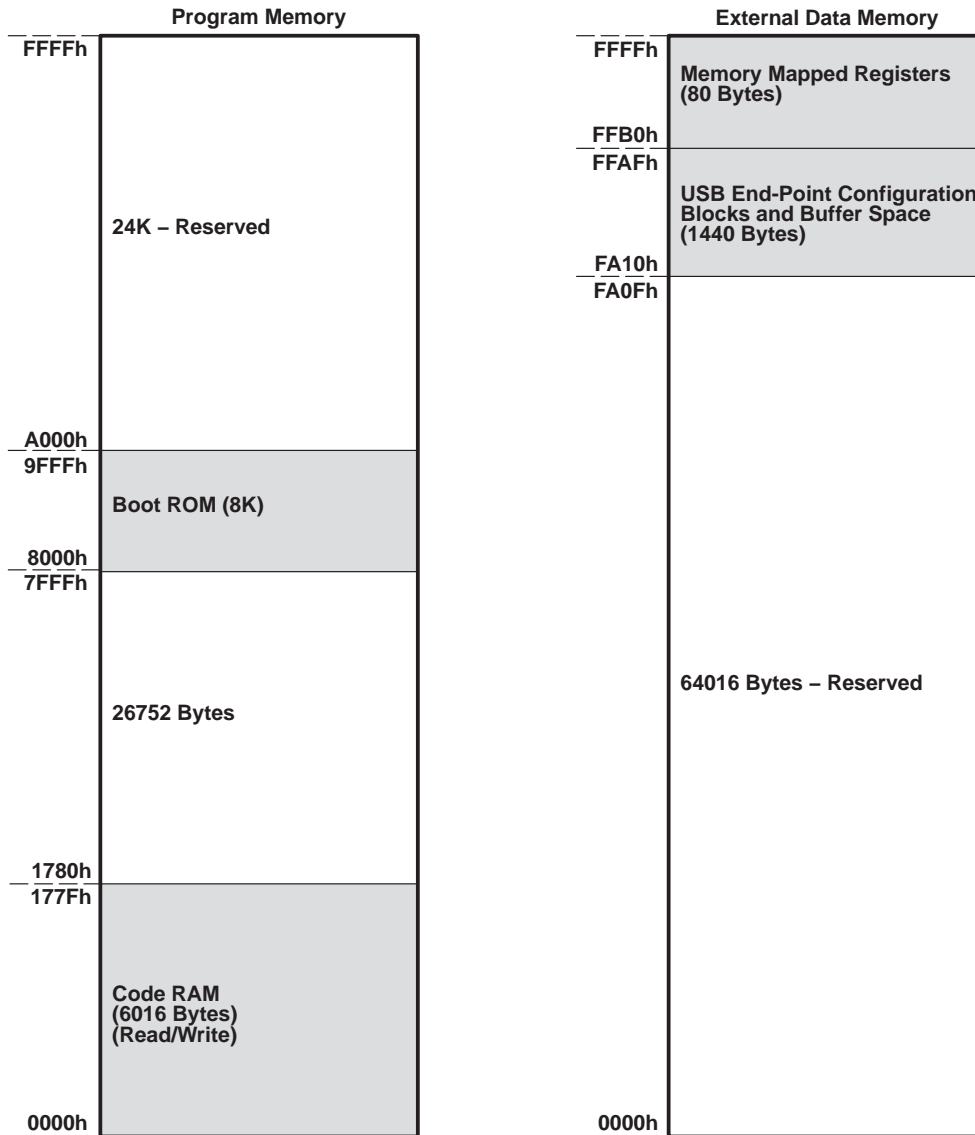 Program Memory
FFFFh
24K – Reserved
A000h
9FFFh
Boot ROM (8K)
8000h
7FFFh
26752 Bytes
1780h
177Fh
Code RAM
(6016 Bytes)
(Read/Write)
0000h
External Data Memory
FFFFh
Memory Mapped Registers
(80 Bytes)
FFB0h
FFAFh
USB End-Point Configuration
Blocks and Buffer Space
(1440 Bytes)
FA10h
FA0Fh
64016 Bytes – Reserved
0000h